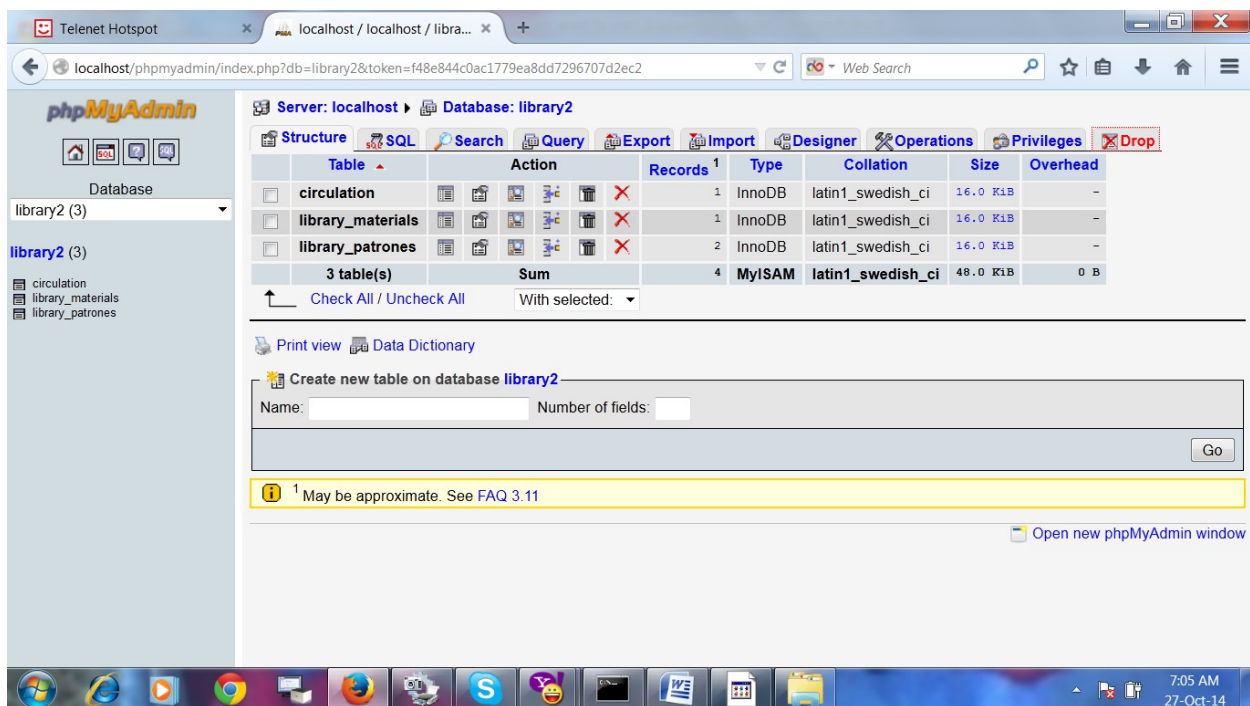 Telenet Hotspot
localhost / localhost / libra...
localhost/phpmyadmin/index.php?db=library2&token=f48e844c0ac1779ea8dd7296707d2ec2
Web Search
phpMyAdmin
SQL
Database
library2 (3)
library2 (3)
circulation
library_materials
library_patrones
Server: localhost Database: library2
Structure SQL Search Query Export Import Designer Operations Privileges Drop
Table Action Records 1 Type Collation Size Overhead
circulation 1 InnoDB latin1_swedish_ci 16.0 KiB -
library_materials 1 InnoDB latin1_swedish_ci 16.0 KiB -
library_patrones 2 InnoDB latin1_swedish_ci 16.0 KiB -
3 table(s) Sum 4 MyISAM latin1_swedish_ci 48.0 KiB 0 B
Check All / Uncheck All With selected:
Print view Data Dictionary
Create new table on database library2
Name: Number of fields:
Go
1 May be approximate. See FAQ 3.11
Open new phpMyAdmin window
7:05 AM
27-Oct-14